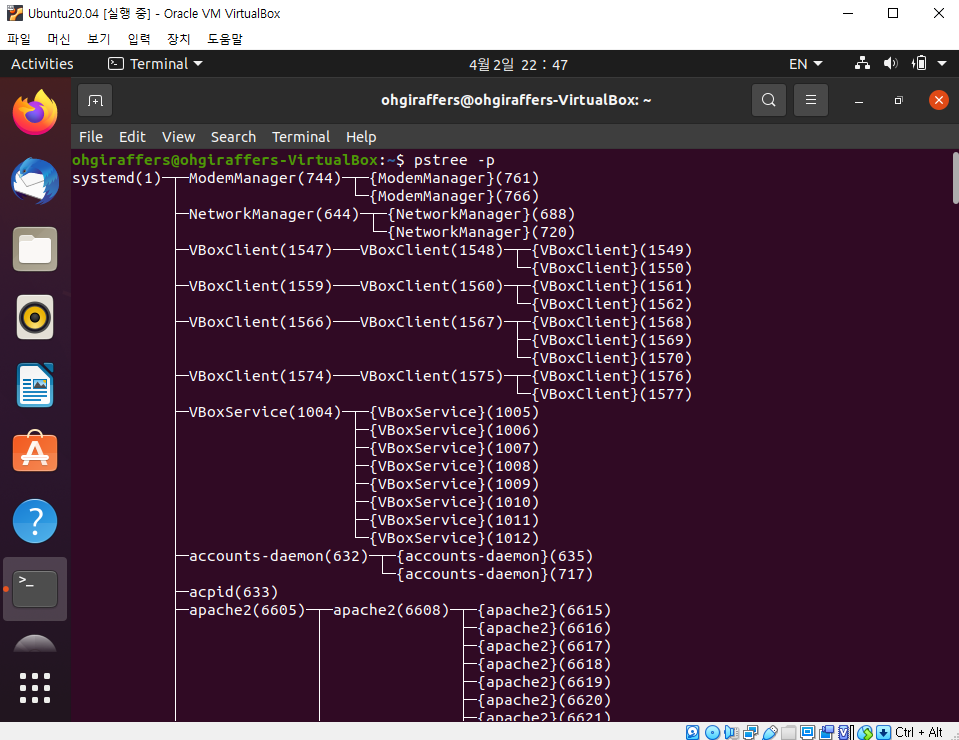 Ubuntu20.04 [실행 중] - Oracle VM VirtualBox
파일 머신 보기 입력 장치 도움말
Activities Terminal 4월 2일 22 : 47 EN
ohgiraffers@ohgiraffers-VirtualBox: ~
File Edit View Search Terminal Help
ohgiraffers@ohgiraffers-VirtualBox:~$ pstree -p
systemd(1)─┬─ModemManager(744)─┬─{ModemManager}(761)
│ └─{ModemManager}(766)
├─NetworkManager(644)─┬─{NetworkManager}(688)
│ └─{NetworkManager}(720)
├─VBoxClient(1547)───VBoxClient(1548)─┬─{VBoxClient}(1549)
│ └─{VBoxClient}(1550)
├─VBoxClient(1559)───VBoxClient(1560)─┬─{VBoxClient}(1561)
│ └─{VBoxClient}(1562)
├─VBoxClient(1566)───VBoxClient(1567)─┬─{VBoxClient}(1568)
│ ├─{VBoxClient}(1569)
│ └─{VBoxClient}(1570)
├─VBoxClient(1574)───VBoxClient(1575)─┬─{VBoxClient}(1576)
│ └─{VBoxClient}(1577)
├─VBoxService(1004)─┬─{VBoxService}(1005)
│ ├─{VBoxService}(1006)
│ ├─{VBoxService}(1007)
│ ├─{VBoxService}(1008)
│ ├─{VBoxService}(1009)
│ ├─{VBoxService}(1010)
│ ├─{VBoxService}(1011)
│ └─{VBoxService}(1012)
├─accounts-daemon(632)─┬─{accounts-daemon}(635)
│ └─{accounts-daemon}(717)
├─acpid(633)
├─apache2(6605)─┬─apache2(6608)─┬─{apache2}(6615)
│ │ ├─{apache2}(6616)
│ │ ├─{apache2}(6617)
│ │ ├─{apache2}(6618)
│ │ ├─{apache2}(6619)
│ │ ├─{apache2}(6620)
│ │ ├─{apache2}(6621)
Ctrl + Alt